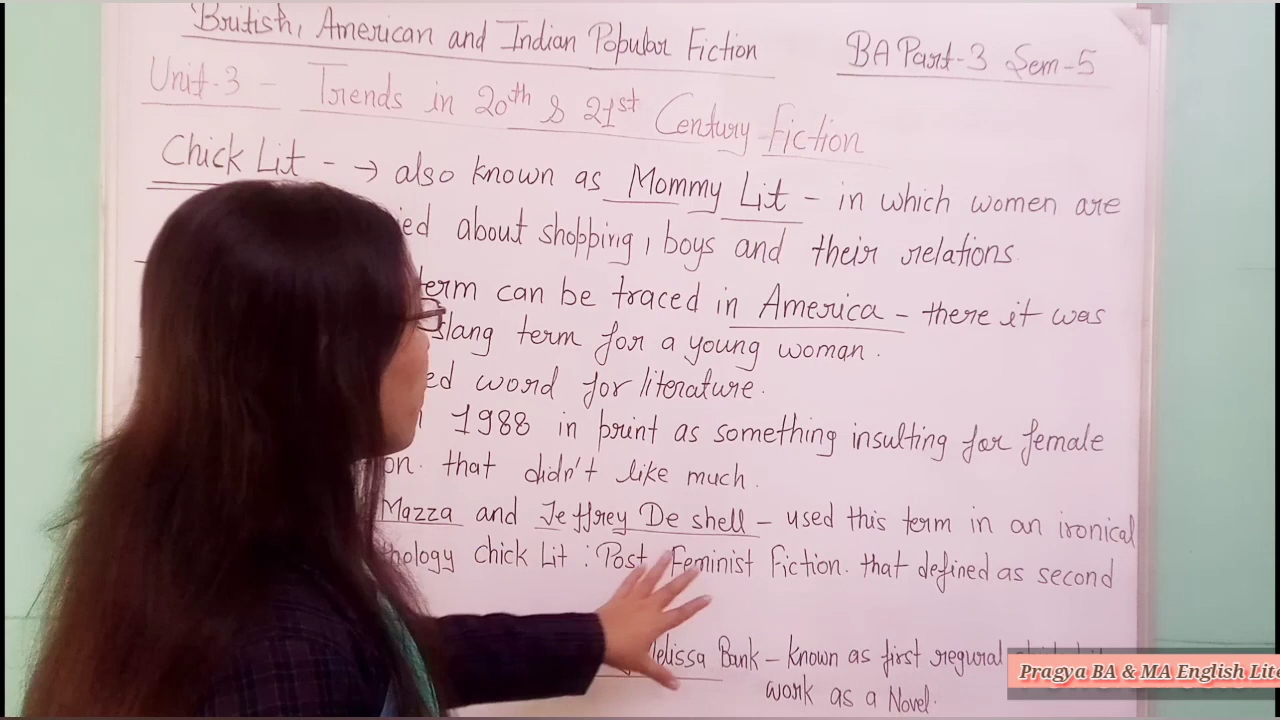 British, American and Indian Popular Fiction BA Part-3 Sem-5
Unit-3 - Trends in 20th & 21st Century Fiction
Chick Lit - → also known as Mommy Lit - in which women are
ied about shopping, boys and their relations.
term can be traced in America - there it was
slang term for a young woman.
ed word for literature.
1988 in print as something insulting for female
on. that didn't like much.
Mazza and Jeffrey De shell - used this term in an ironical
hology chick Lit : Post Feminist Fiction. that defined as second
Melissa Bank - known as first regural
work as a Novel.
Pragya BA & MA English Lite